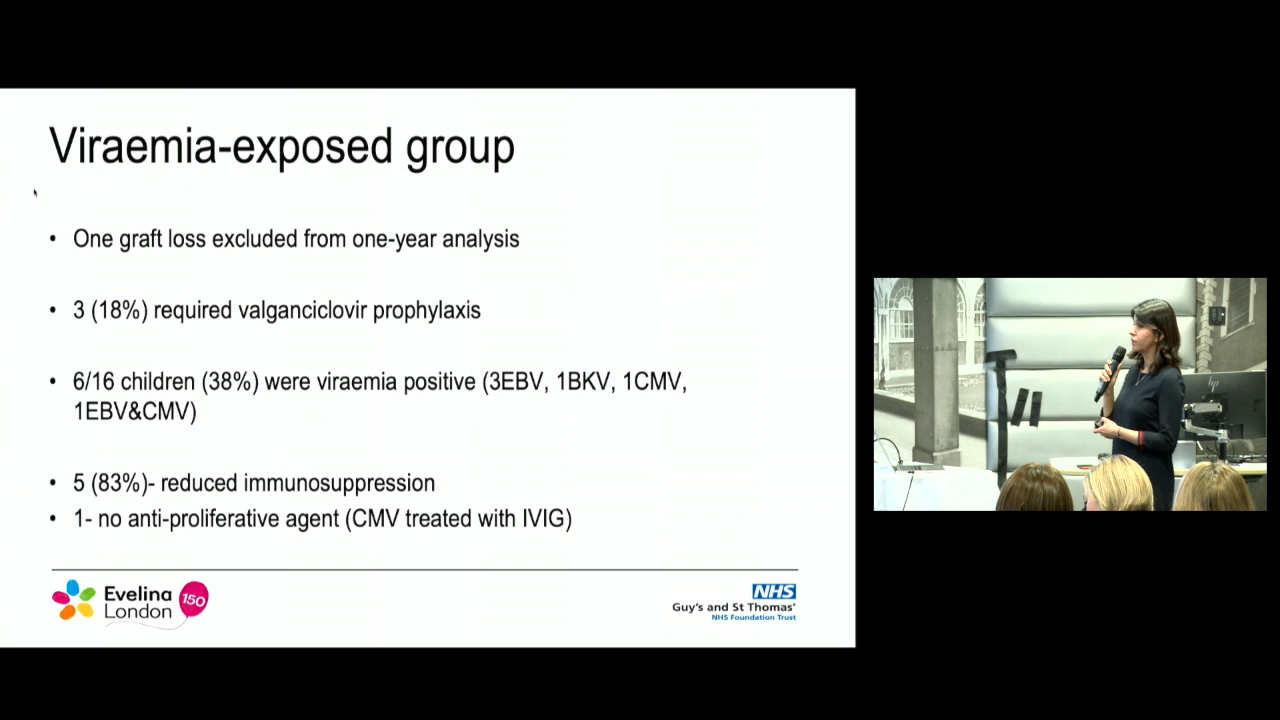 Viraemia-exposed group
• One graft loss excluded from one-year analysis
• 3 (18%) required valganciclovir prophylaxis
• 6/16 children (38%) were viraemia positive (3EBV, 1BKV, 1CMV,
1EBV&CMV)
• 5 (83%)- reduced immunosuppression
• 1- no anti-proliferative agent (CMV treated with IVIG)
Evelina
London
150
NHS
Guy's and St Thomas'
NHS Foundation Trust
hp